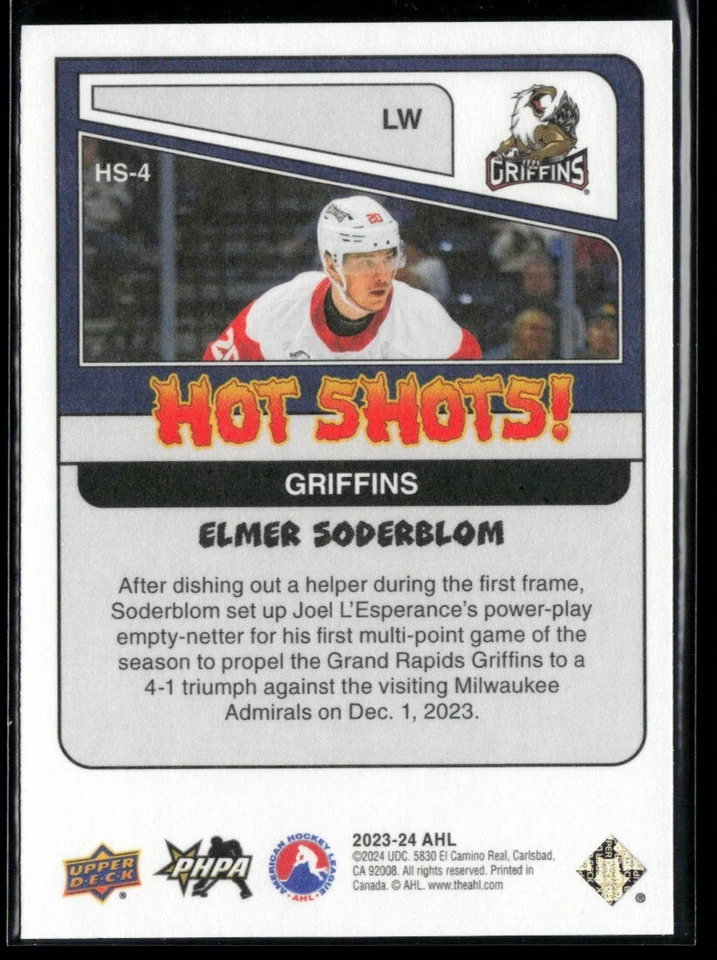 LW
GRIFFINS
HS-4
20
20
HOT SHOTS!
GRIFFINS
ELMER SODERBLOM
After dishing out a helper during the first frame,
Soderblom set up Joel L'Esperance's power-play
empty-netter for his first multi-point game of the
season to propel the Grand Rapids Griffins to a
4-1 triumph against the visiting Milwaukee
Admirals on Dec. 1, 2023.
UPPER
D·E·C·K
®
PHPA
AMERICAN HOCKEY LEAGUE
·AHL·
2023-24 AHL
©2024 UDC. 5830 El Camino Real, Carlsbad,
CA 92008. All rights reserved. Printed in
Canada. © AHL. www.theahl.com
®